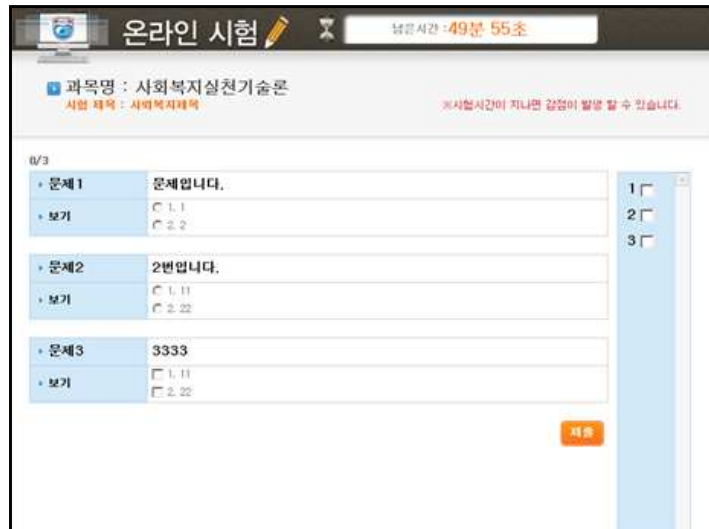 온라인 시험
남은시간 :49분 55초
과목명 : 사회복지실천기술론
시험 제목 : 사회복지제목
※시험시간이 지나면 감점이 발생 할 수 있습니다.
0/3
문제1 문제입니다.
보기
1. 1
2. 2
문제2 2번입니다.
보기
1. 11
2. 22
문제3 3333
보기
1. 11
2. 22
1
2
3
제출